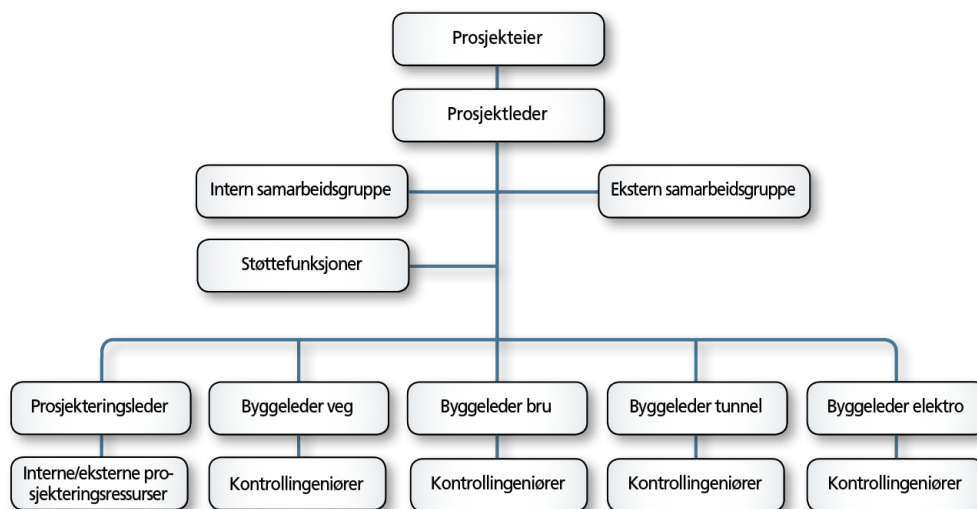 Prosjekteier
Prosjektleder
Intern samarbeidsgruppe
Ekstern samarbeidsgruppe
Støttefunksjoner
Prosjekteringsleder
Byggeleder veg
Byggeleder bru
Byggeleder tunnel
Byggeleder elektro
Interne/eksterne pro-
sjekteringsressurser
Kontrollingeniører
Kontrollingeniører
Kontrollingeniører
Kontrollingeniører